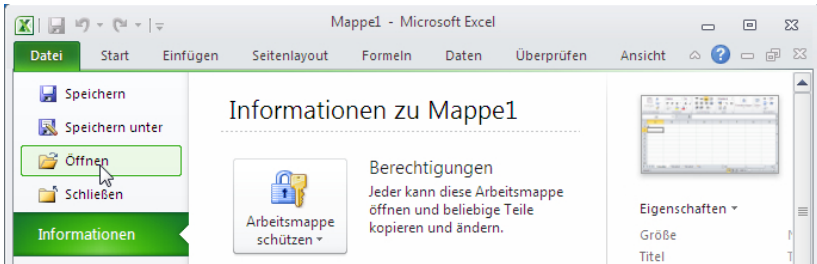 Mappe1 - Microsoft Excel
Datei Start Einfügen Seitenlayout Formeln Daten Überprüfen Ansicht
Speichern
Speichern unter
Öffnen
Schließen
Informationen
Informationen zu Mappe1
Arbeitsmappe
schützen
Berechtigungen
Jeder kann diese Arbeitsmappe
öffnen und beliebige Teile
kopieren und ändern.
Eigenschaften
Größe
Titel